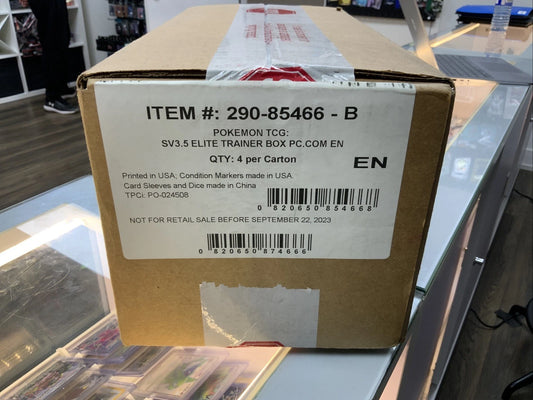 ITEM #: 290-85466 - B
POKEMON TCG:
SV3.5 ELITE TRAINER BOX PC.COM EN
QTY: 4 per Carton
EN
Printed in USA, Condition Markers made in USA
Card Sleeves and Dice made in China
TPCi: PO-024508
0 820650 854668
NOT FOR RETAIL SALE BEFORE SEPTEMBER 22, 2023
0 820650 874666